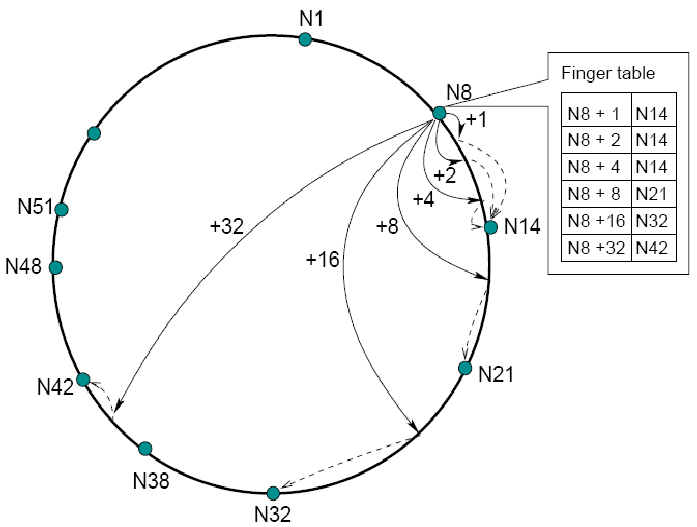 N1
N8
Finger table
N8 + 1 N14
N8 + 2 N14
N8 + 4 N14
N8 + 8 N21
N8 +16 N32
N8 +32 N42
+1
+2
+4
+8
+16
+32
N14
N21
N32
N38
N42
N48
N51